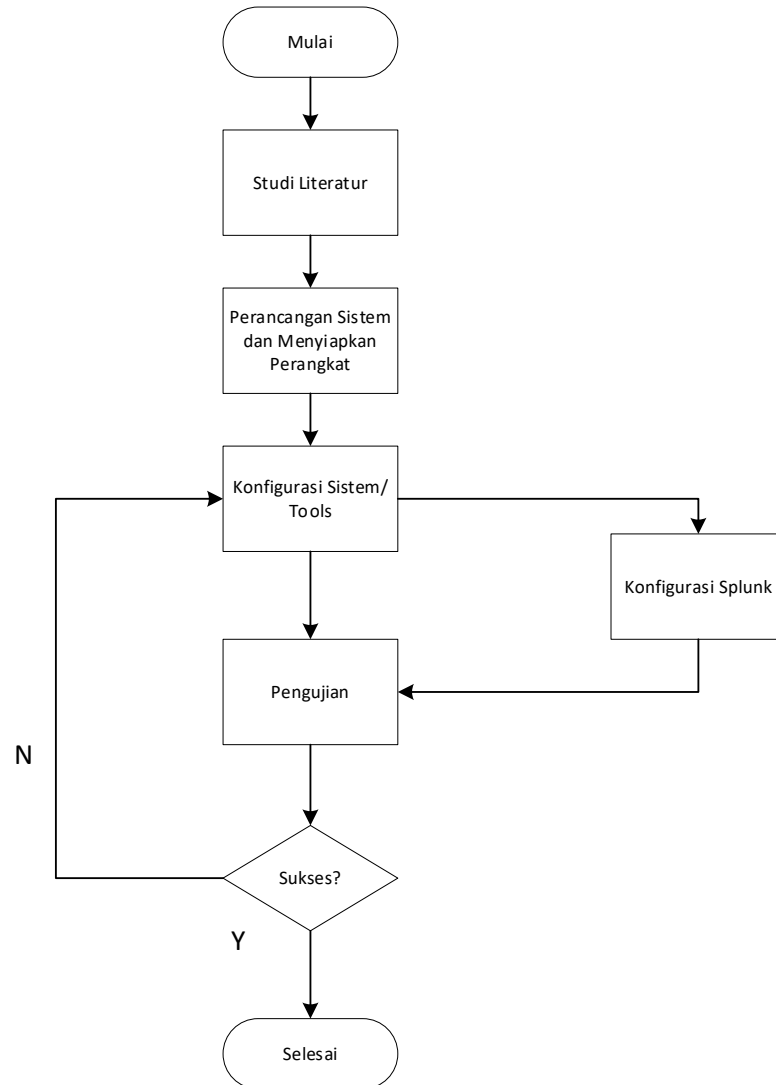 Mulai
Studi Literatur
Perancangan Sistem
dan Menyiapkan
Perangkat
Konfigurasi Sistem/
Tools
Konfigurasi Splunk
Pengujian
N
Sukses?
Y
Selesai